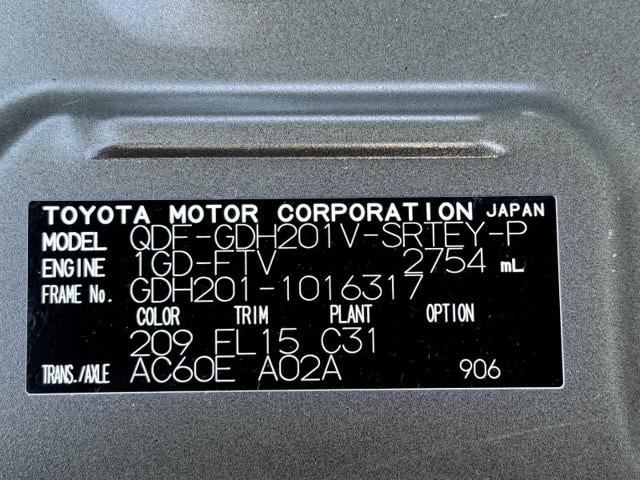 TOYOTA MOTOR CORPORATION JAPAN
MODEL QDF-GDH201V-SRTEY-P
ENGINE 1GD-FTV 2754 mL
FRAME No. GDH201-1016317
COLOR TRIM PLANT OPTION
209 FL15 C31
TRANS./AXLE AC60E A02A 906